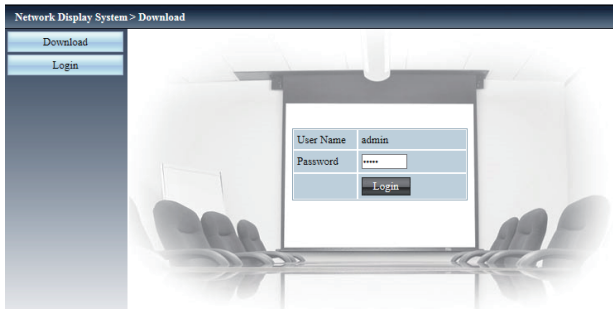 Network Display System > Download
Download
Login
User Name admin
Password •••••
Login